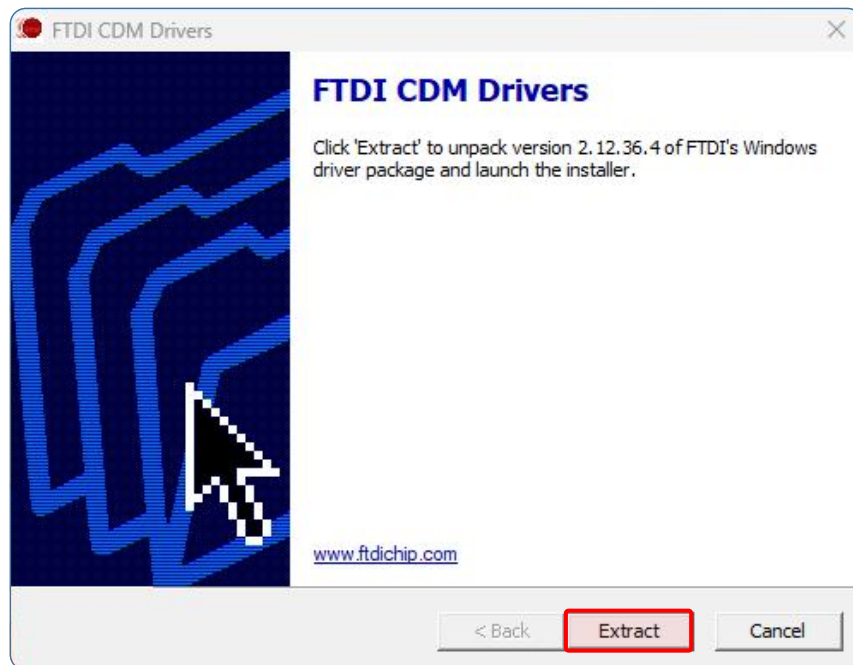 FTDI CDM Drivers
FTDI CDM Drivers
Click 'Extract' to unpack version 2.12.36.4 of FTDI's Windows
driver package and launch the installer.
www.ftdichip.com
< Back Extract Cancel